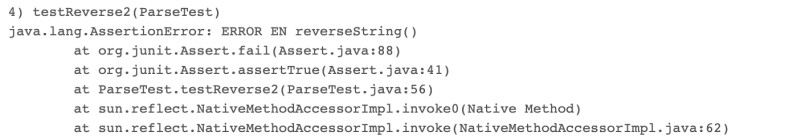 4) testReverse2(ParseTest)
java.lang.AssertionError: ERROR EN reverseString()
at org.junit.Assert.fail(Assert.java:88)
at org.junit.Assert.assertTrue(Assert.java:41)
at ParseTest.testReverse2(ParseTest.java:56)
at sun.reflect.NativeMethodAccessorImpl.invoke0(Native Method)
at sun.reflect.NativeMethodAccessorImpl.invoke(NativeMethodAccessorImpl.java:62)